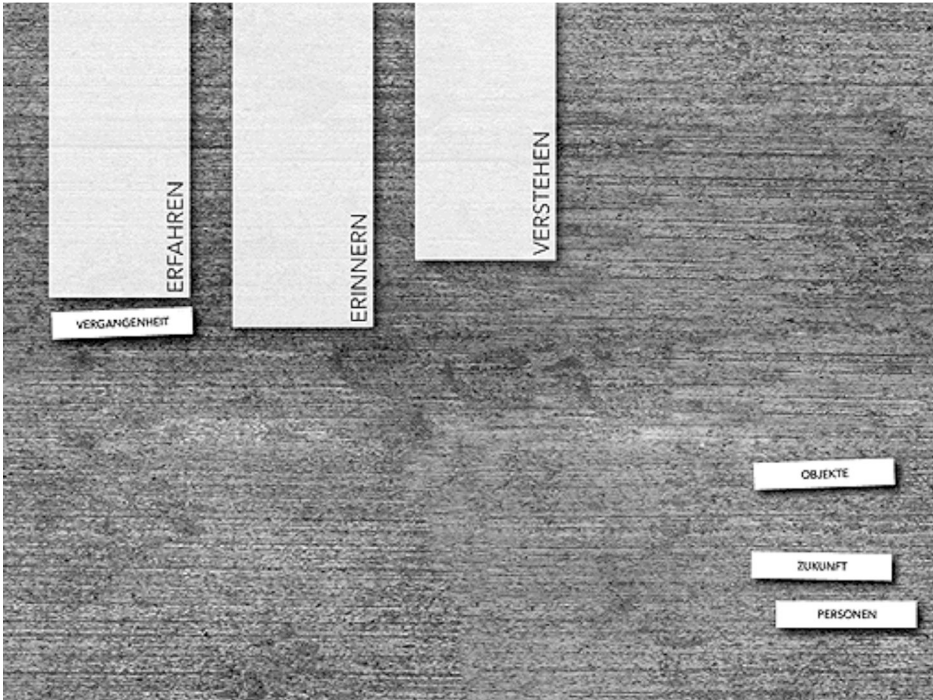 ERFAHREN
ERINNERN
VERSTEHEN
VERGANGENHEIT
OBJEKTE
ZUKUNFT
PERSONEN